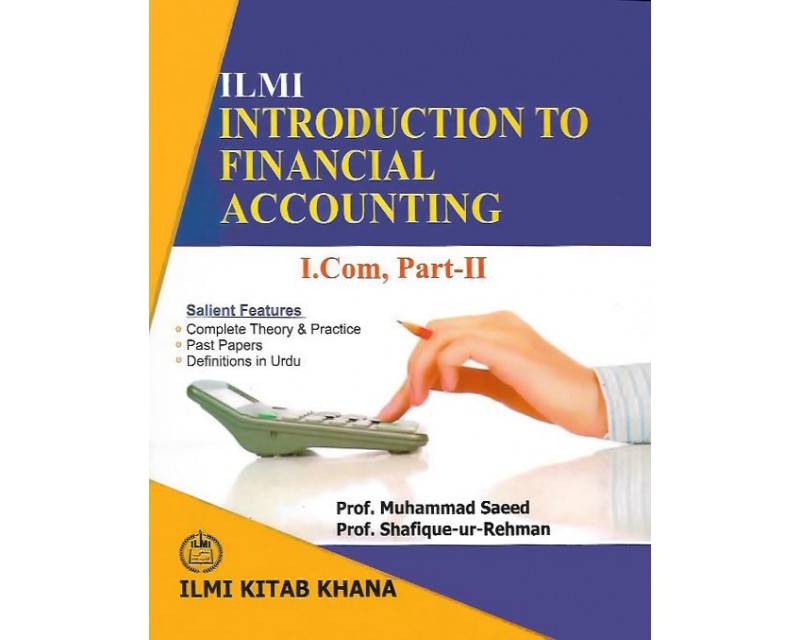 ILMI
INTRODUCTION TO
FINANCIAL
ACCOUNTING
I.Com, Part-II
Salient Features
Complete Theory & Practice
Past Papers
Definitions in Urdu
Prof. Muhammad Saeed
Prof. Shafique-ur-Rehman
ILMI
ILMI KITAB KHANA